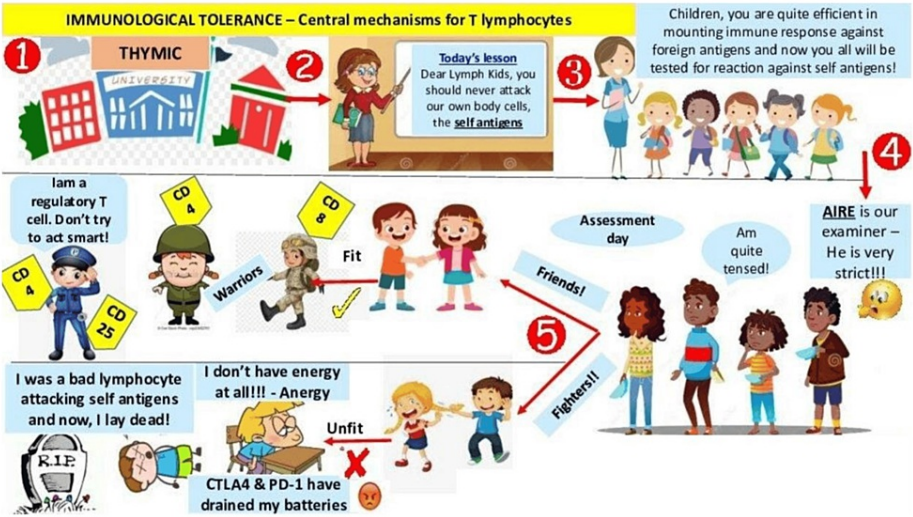 IMMUNOLOGICAL TOLERANCE – Central mechanisms for T lymphocytes
1
THYMIC
UNIVERSITY
2
Today's lesson
Dear Lymph Kids, you
should never attack
our own body cells,
the self antigens
3
Children, you are quite efficient in
mounting immune response against
foreign antigens and now you all will be
tested for reaction against self antigens!
4
AIRE is our
examiner –
He is very
strict!!!
Assessment
day
Am
quite
tensed!
5
Friends!
Fighters!!
Fit
Warriors
CD
8
CD
4
Iam a
regulatory T
cell. Don't try
to act smart!
CD
4
CD
25
Unfit
I don't have energy
at all!!! - Anergy
CTLA4 & PD-1 have
drained my batteries
I was a bad lymphocyte
attacking self antigens
and now, I lay dead!
R.I.P.